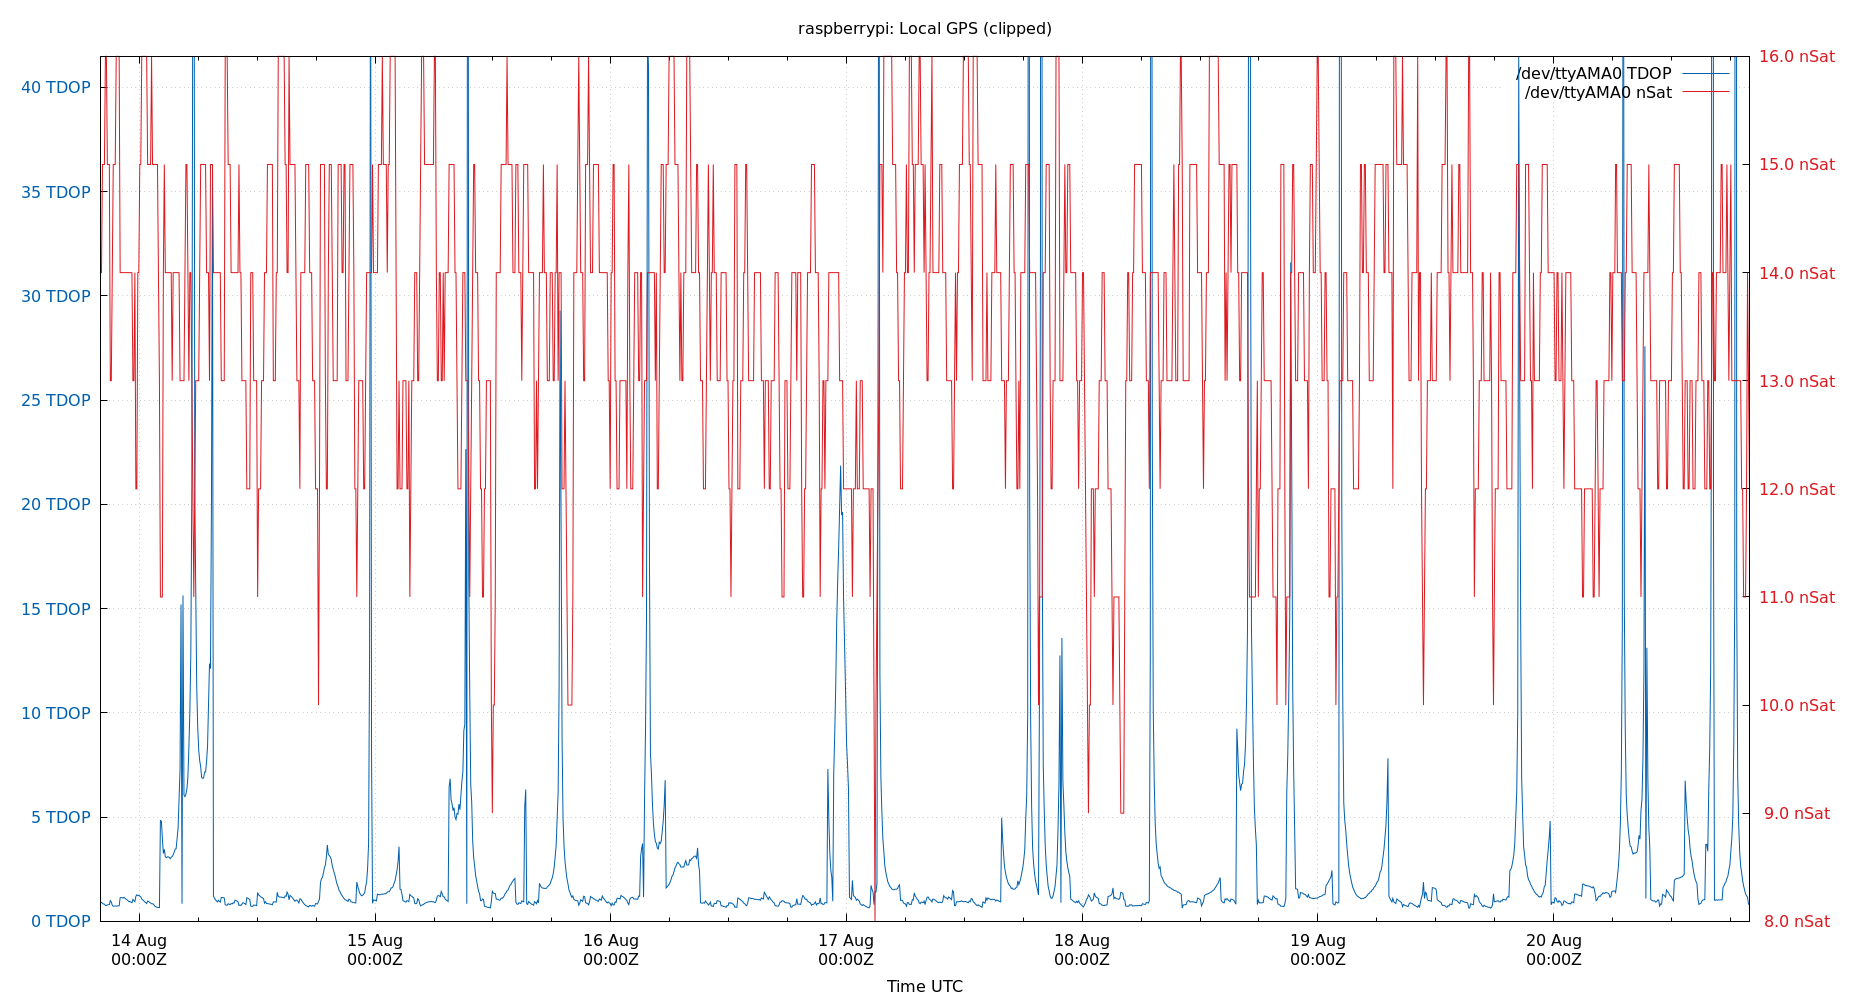 raspberrypi: Local GPS (clipped)
/dev/ttyAMA0 TDOP
/dev/ttyAMA0 nSat
40 TDOP
35 TDOP
30 TDOP
25 TDOP
20 TDOP
15 TDOP
10 TDOP
5 TDOP
0 TDOP
16.0 nSat
15.0 nSat
14.0 nSat
13.0 nSat
12.0 nSat
11.0 nSat
10.0 nSat
9.0 nSat
8.0 nSat
14 Aug
00:00Z
15 Aug
00:00Z
16 Aug
00:00Z
17 Aug
00:00Z
18 Aug
00:00Z
19 Aug
00:00Z
20 Aug
00:00Z
Time UTC